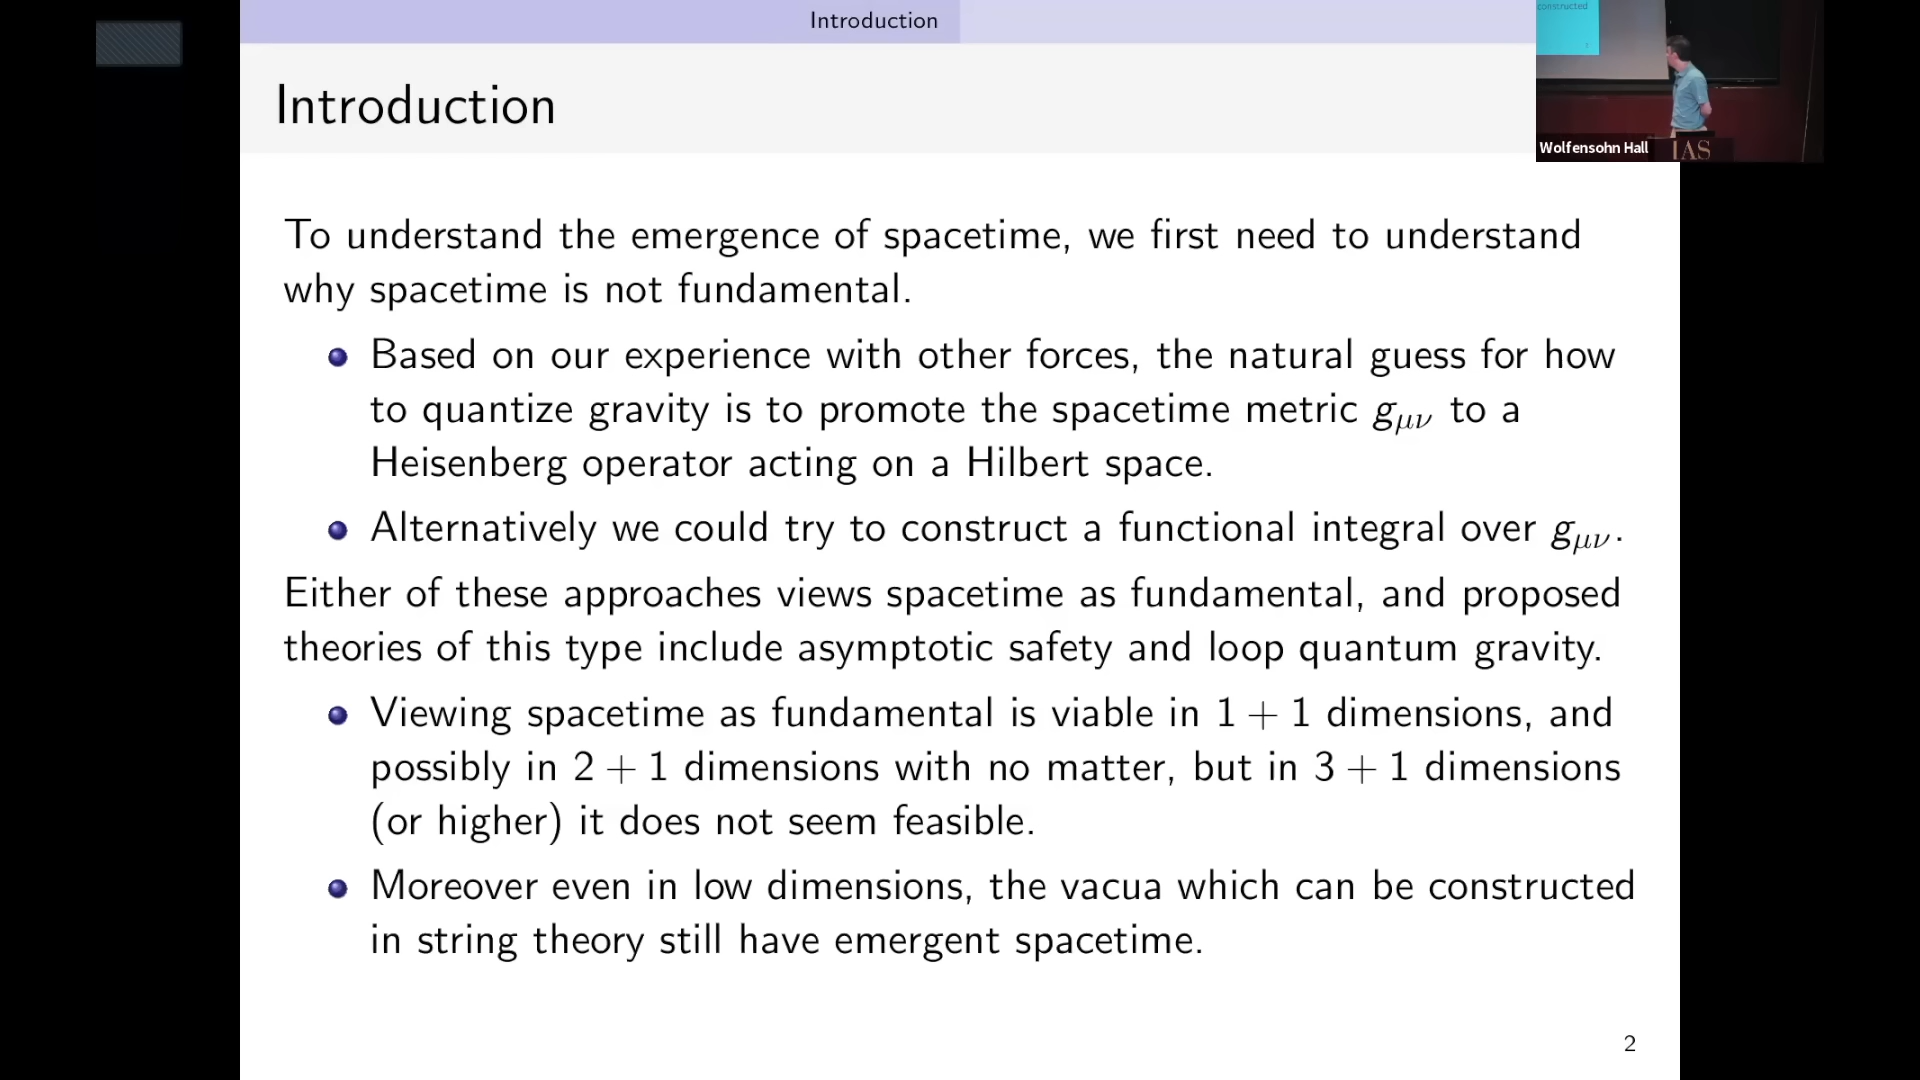 Introduction
constructed
Introduction
Wolfensohn Hall
IAS
To understand the emergence of spacetime, we first need to understand
why spacetime is not fundamental.
Based on our experience with other forces, the natural guess for how
to quantize gravity is to promote the spacetime metric gμν to a
Heisenberg operator acting on a Hilbert space.
Alternatively we could try to construct a functional integral over gμν.
Either of these approaches views spacetime as fundamental, and proposed
theories of this type include asymptotic safety and loop quantum gravity.
Viewing spacetime as fundamental is viable in 1 + 1 dimensions, and
possibly in 2 + 1 dimensions with no matter, but in 3 + 1 dimensions
(or higher) it does not seem feasible.
Moreover even in low dimensions, the vacua which can be constructed
in string theory still have emergent spacetime.
2